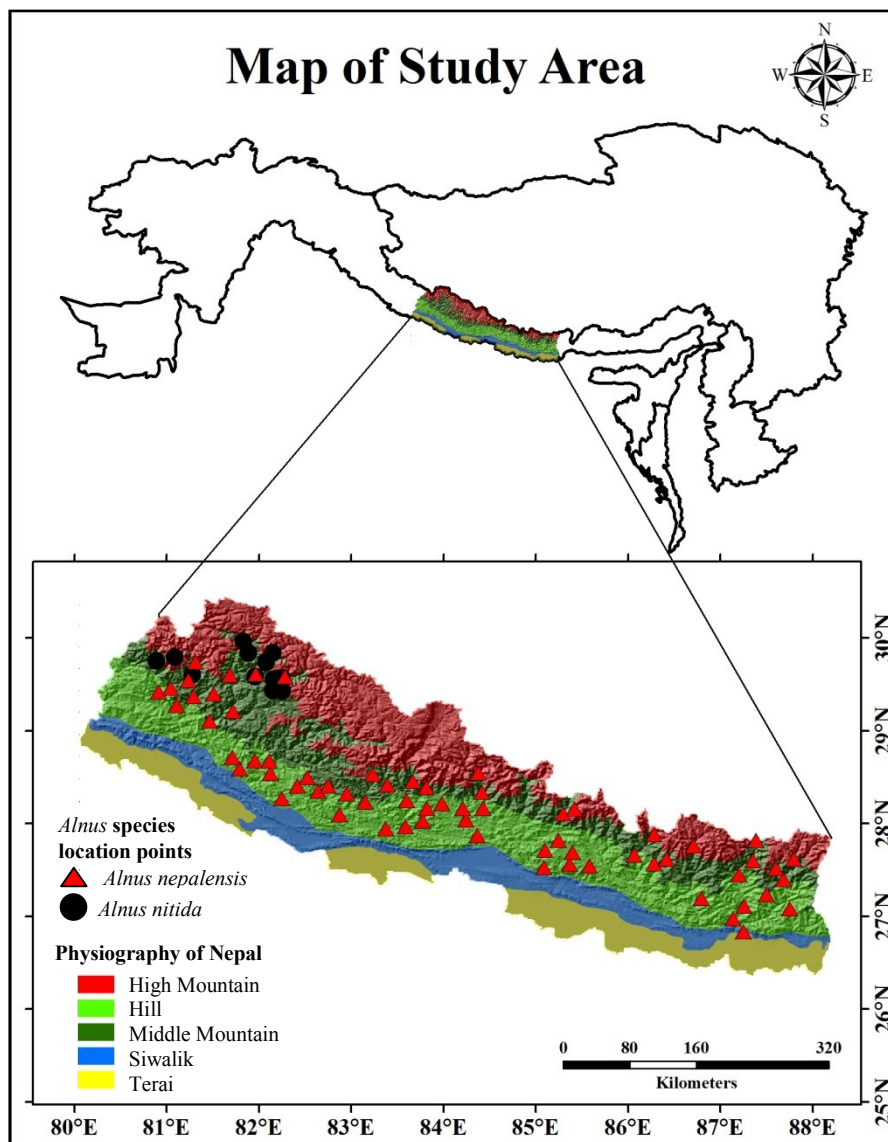 Map of Study Area
N
W E
S
30°N
29°N
28°N
27°N
26°N
25°N
Alnus species
location points
Alnus nepalensis
Alnus nitida
Physiography of Nepal
High Mountain
Hill
Middle Mountain
Siwalik
Terai
0 80 160 320
Kilometers
80°E 81°E 82°E 83°E 84°E 85°E 86°E 87°E 88°E